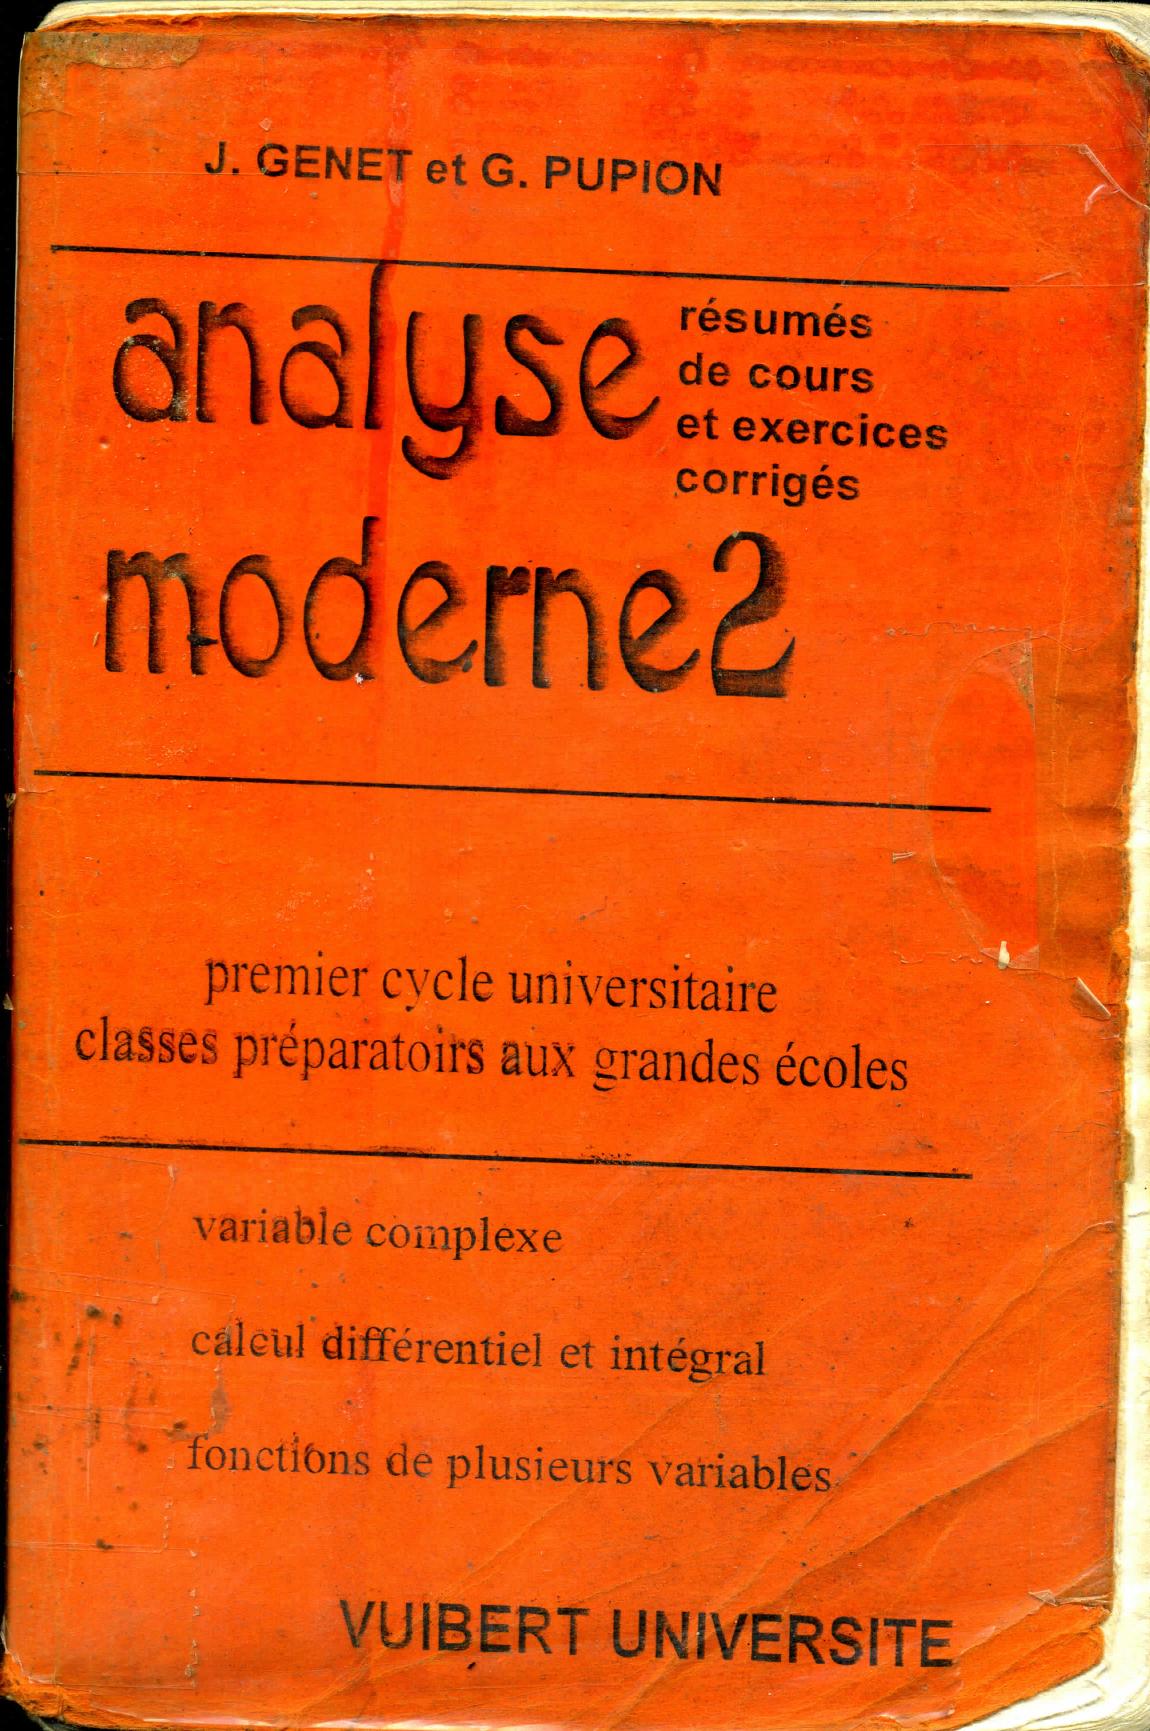 J. GENET et G. PUPION
analyse
résumés
de cours
et exercices
corrigés
moderne2
premier cycle universitaire
classes préparatoirs aux grandes écoles
variable complexe
calcul différentiel et intégral
fonctions de plusieurs variables
VUIBERT UNIVERSITE